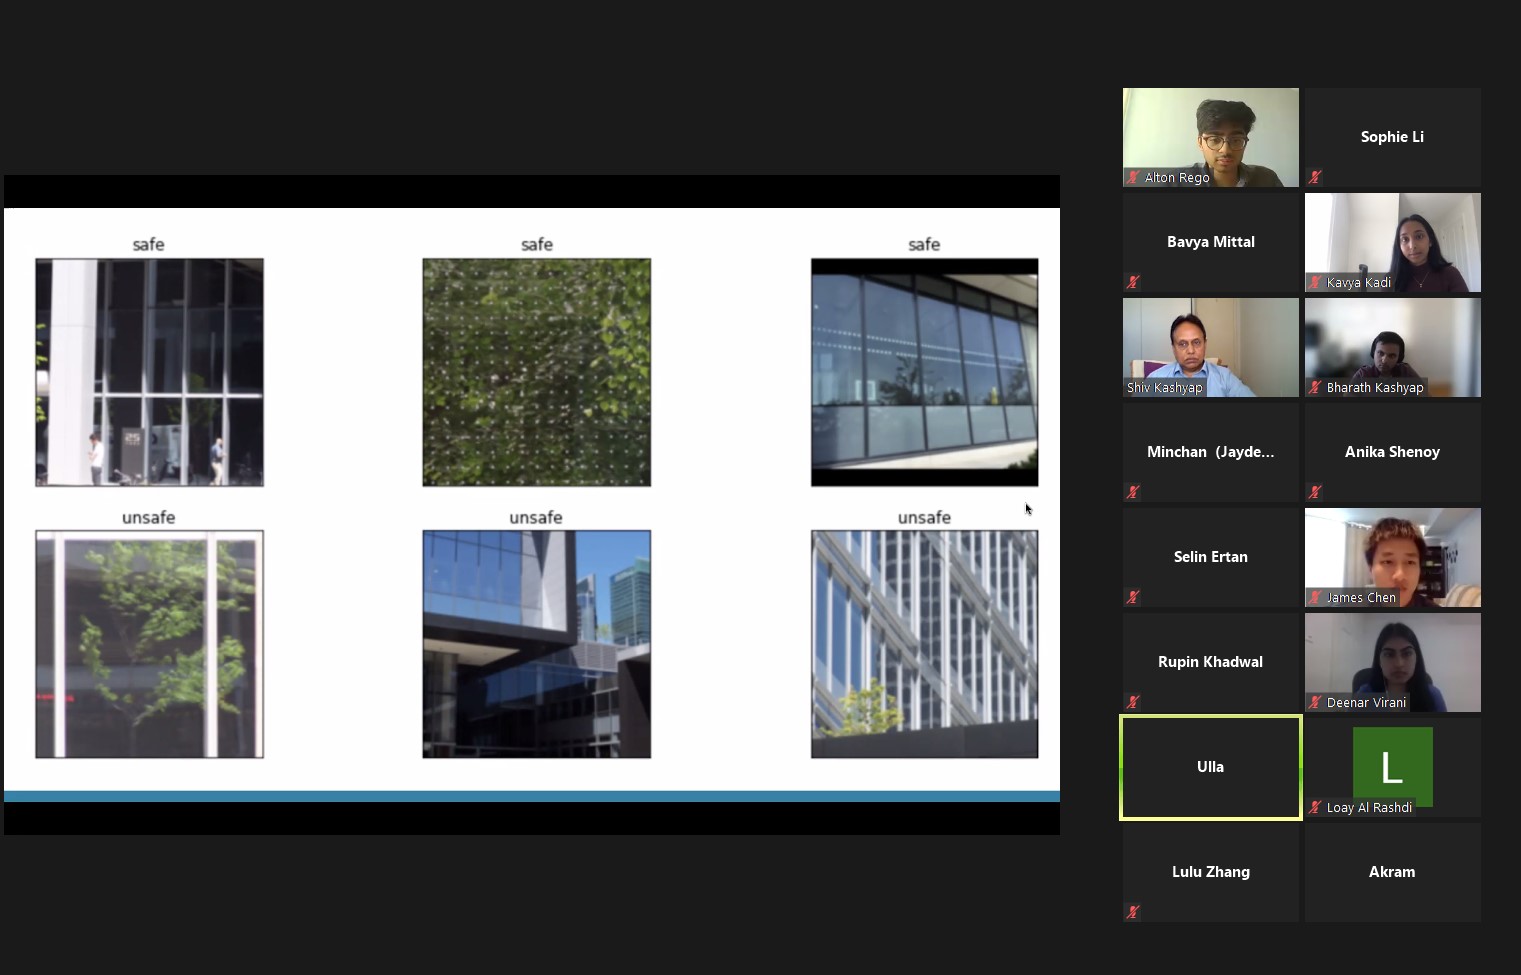 safe
safe
safe
25
unsafe
unsafe
unsafe
Alton Rego
Sophie Li
Bavya Mittal
Kavya Kadi
Shiv Kashyap
Bharath Kashyap
Minchan (Jayde...
Anika Shenoy
Selin Ertan
James Chen
Rupin Khadwal
Deenar Virani
Ulla
L
Loay Al Rashdi
Lulu Zhang
Akram